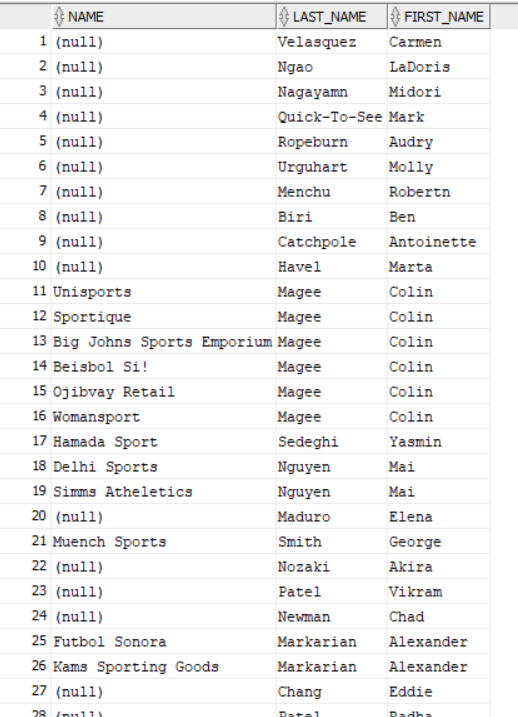 NAME LAST_NAME FIRST_NAME
1 (null) Velasquez Carmen
2 (null) Ngao LaDoris
3 (null) Nagayamn Midori
4 (null) Quick-To-See Mark
5 (null) Ropeburn Audry
6 (null) Urguhart Molly
7 (null) Menchu Robertn
8 (null) Biri Ben
9 (null) Catchpole Antoinette
10 (null) Havel Marta
11 Unisports Magee Colin
12 Sportique Magee Colin
13 Big Johns Sports Emporium Magee Colin
14 Beisbol Si! Magee Colin
15 Ojibvay Retail Magee Colin
16 Womansport Magee Colin
17 Hamada Sport Sedeghi Yasmin
18 Delhi Sports Nguyen Mai
19 Simms Atheletics Nguyen Mai
20 (null) Maduro Elena
21 Muench Sports Smith George
22 (null) Nozaki Akira
23 (null) Patel Vikram
24 (null) Newman Chad
25 Futbol Sonora Markarian Alexander
26 Kams Sporting Goods Markarian Alexander
27 (null) Chang Eddie
28 (null) Patel Radha